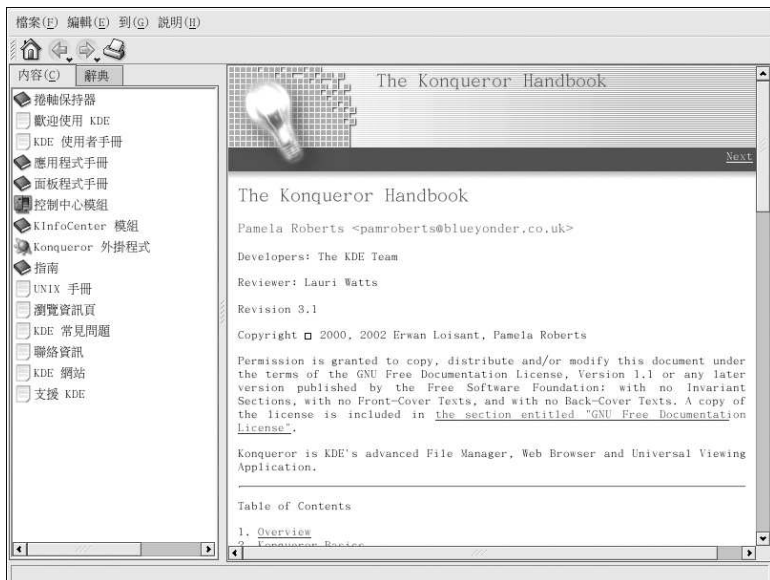 檔案(F) 編輯(E) 到(G) 說明(H)
內容(C) 辭典
捲軸保持器
歡迎使用 KDE
KDE 使用者手冊
應用程式手冊
面板程式手冊
控制中心模組
KInfoCenter 模組
Konqueror 外掛程式
指南
UNIX 手冊
瀏覽資訊頁
KDE 常見問題
聯絡資訊
KDE 網站
支援 KDE
The Konqueror Handbook
Next
The Konqueror Handbook
Pamela Roberts <pamroberts@blueyonder.co.uk>
Developers: The KDE Team
Reviewer: Lauri Watts
Revision 3.1
Copyright □ 2000, 2002 Erwan Loisant, Pamela Roberts
Permission is granted to copy, distribute and/or modify this document under
the terms of the GNU Free Documentation License, Version 1.1 or any later
version published by the Free Software Foundation: with no Invariant
Sections, with no Front-Cover Texts, and with no Back-Cover Texts. A copy of
the license is included in the section entitled "GNU Free Documentation
License".
Konqueror is KDE's advanced File Manager, Web Browser and Universal Viewing
Application.
Table of Contents
1. Overview
2. Konqueror Basics